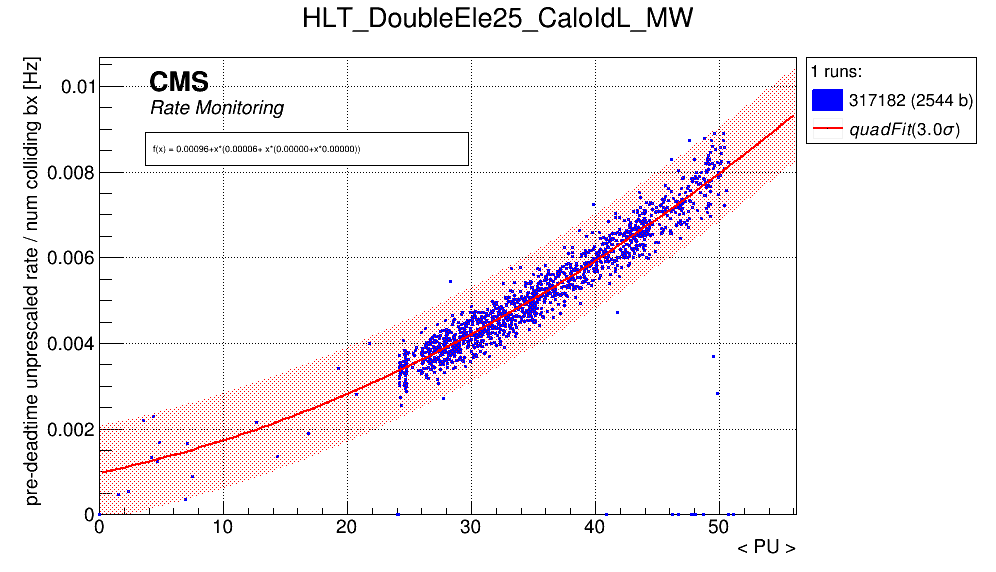 HLT_DoubleEle25_CaloIdL_MW
pre-deadtime unprescaled rate / num colliding bx [Hz]
0.01
0.008
0.006
0.004
0.002
0
CMS
Rate Monitoring
f(x) = 0.00096+x*(0.00006+ x*(0.00000+x*0.00000))
0 10 20 30 40 50
< PU >
1 runs:
317182 (2544 b)
quadFit(3.0σ)